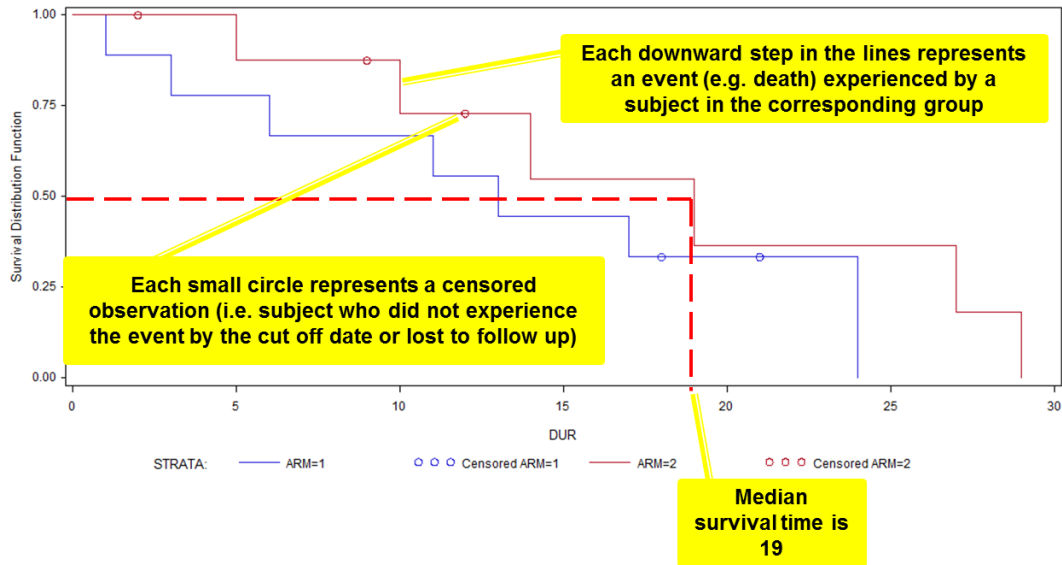 1.00
Each downward step in the lines represents
an event (e.g. death) experienced by a
subject in the corresponding group
0.75
Survival Distribution Function
0.50
Each small circle represents a censored
observation (i.e. subject who did not experience
the event by the cut off date or lost to follow up)
0.25
0.00
0 5 10 15 20 25 30
DUR
STRATA: ARM=1 Censored ARM=1 ARM=2 Censored ARM=2
Median
survival time is
19